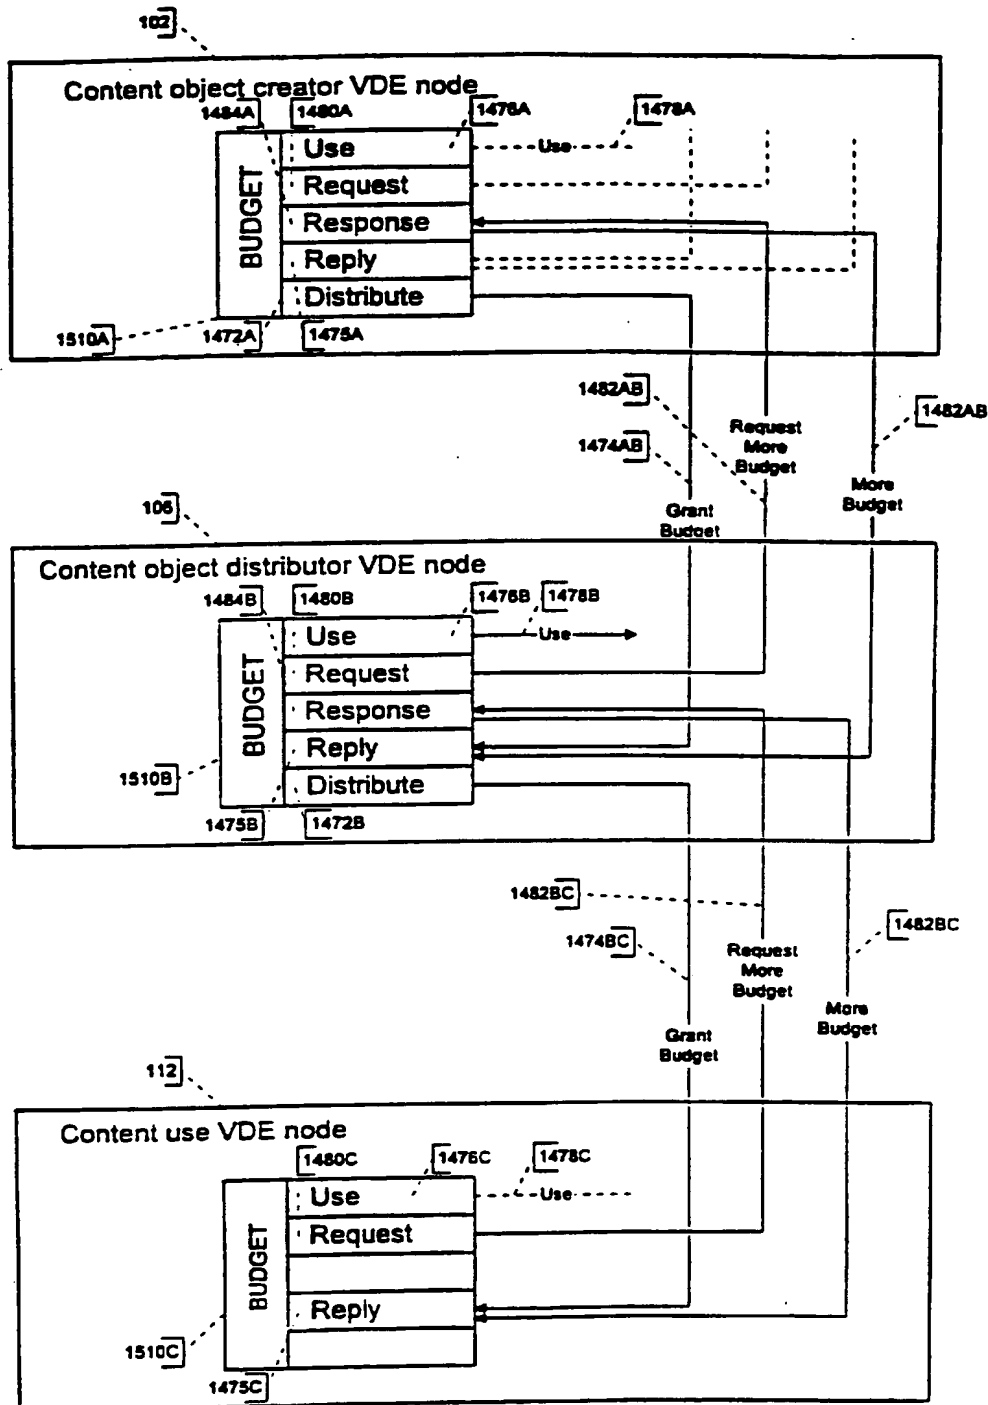 102
Content object creator VDE node
1484A
1480A
1476A
1478A
BUDGET
Use
Use
Request
Response
Reply
Distribute
1510A
1472A
1475A
1482AB
1482AB
1474AB
Request
More
Budget
More
Budget
Grant
Budget
106
Content object distributor VDE node
1484B
1480B
1476B
1478B
BUDGET
Use
Use
Request
Response
Reply
Distribute
1510B
1475B
1472B
1482BC
1482BC
1474BC
Request
More
Budget
More
Budget
Grant
Budget
112
Content use VDE node
1480C
1476C
1478C
BUDGET
Use
Use
Request
Reply
1510C
1475C